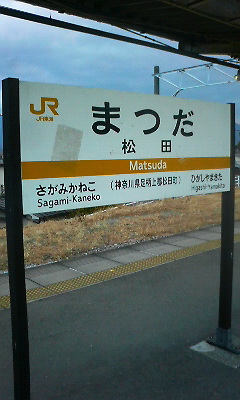 JR
JR東海
まつだ
松田
Matsuda
さがみかねこ
Sagami-Kaneko
(神奈川県足柄上郡松田町)
ひがしやまきた
Higashi-Yamakita